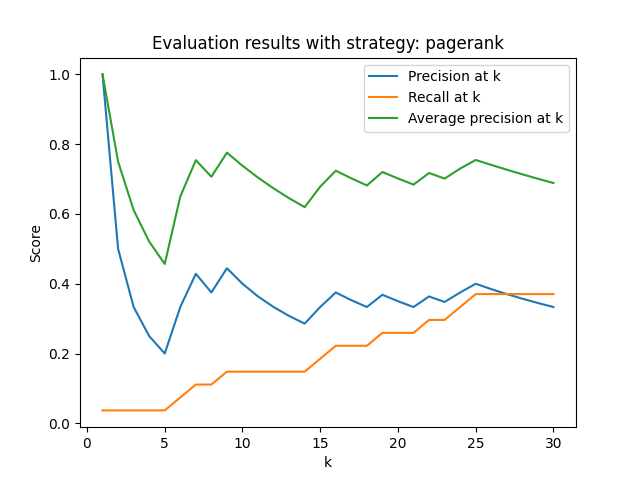 Evaluation results with strategy: pagerank
Precision at k
Recall at k
Average precision at k
Score
1.0
0.8
0.6
0.4
0.2
0.0
0 5 10 15 20 25 30
k